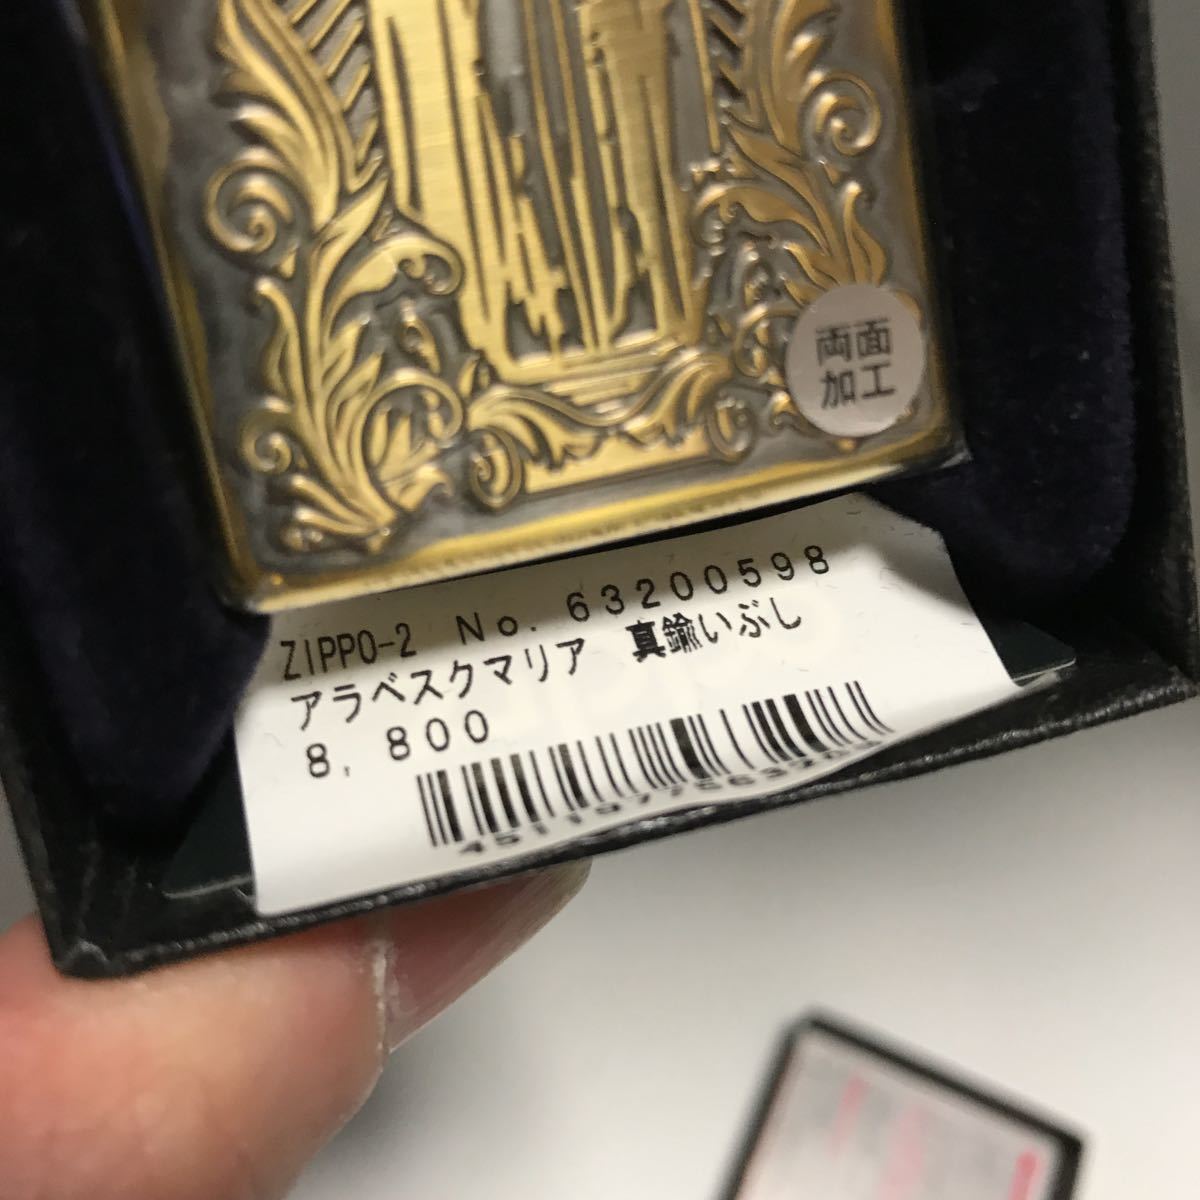 両面
加工
ZIPPO-2 No. 63200598
アラベスクマリア 真鍮いぶし
8, 800